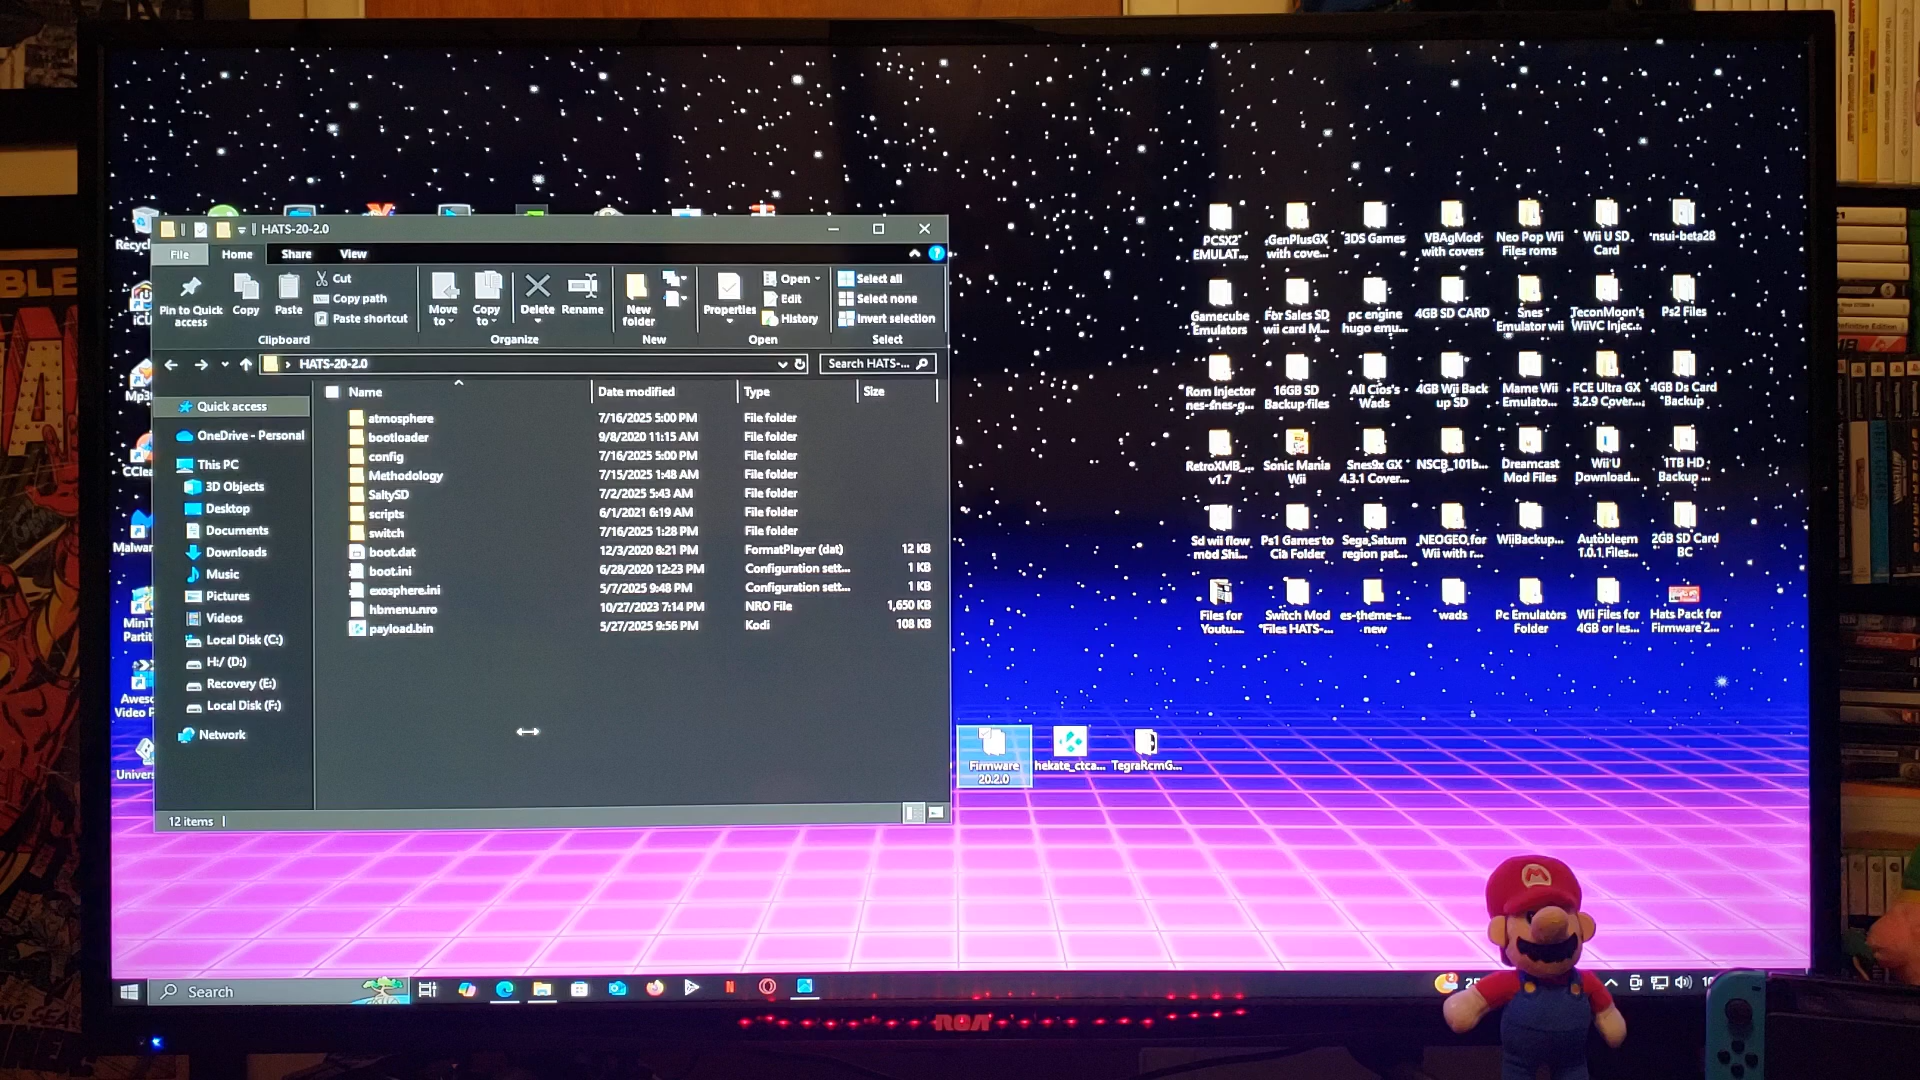 HATS-20-2.0
File
Home
Share
View
Pin to Quick
access
Copy
Paste
Cut
Copy path
Paste shortcut
Clipboard
Move
to
Copy
to
Delete
Rename
Organize
New
folder
New
Properties
Open
Edit
History
Open
Select all
Select none
Invert selection
Select
HATS-20-2.0
Search HATS-...
Name
Date modified
Type
Size
Quick access
OneDrive - Personal
This PC
3D Objects
Desktop
Documents
Downloads
Music
Pictures
Videos
Local Disk (C:)
H:/ (D:)
Recovery (E:)
Local Disk (F:)
Network
atmosphere 7/16/2025 5:00 PM File folder
bootloader 9/8/2020 11:15 AM File folder
config 7/16/2025 5:00 PM File folder
Methodology 7/15/2025 1:48 AM File folder
SaltySD 7/2/2025 5:43 AM File folder
scripts 6/1/2021 6:19 AM File folder
switch 7/16/2025 1:28 PM File folder
boot.dat 12/3/2020 8:21 PM FormatPlayer (dat) 12 KB
boot.ini 6/28/2020 12:23 PM Configuration sett... 1 KB
exosphere.ini 5/7/2025 9:48 PM Configuration sett... 1 KB
hbmenu.nro 10/27/2023 7:14 PM NRO File 1,650 KB
payload.bin 5/27/2025 9:56 PM Kodi 108 KB
12 items
Recycl
iCU
Mp3t
CClea
Malwar
MiniT
Partit
Aweso
Video P
Univers
PCSX2
EMULAT...
GenPlusGX
with cove...
3DS Games
VBAgMod
with covers
Neo Pop Wii
Files roms
Wii U SD
Card
nsui-beta28
Gamecube
Emulators
For Sales SD
wii card M...
pc engine
hugo emu...
4GB SD CARD
Snes
Emulator wii
TeconMoon's
WiiVC Injec...
Ps2 Files
Rom Injector
nes-snes-g...
16GB SD
Backup files
All Cios's
Wads
4GB Wii Back
up SD
Mame Wii
Emulato...
FCE Ultra GX
3.2.9 Cover...
4GB Ds Card
Backup
RetroXMB_...
v1.7
Sonic Mania
Wii
Snes9x GX
4.3.1 Cover...
NSCB_101b...
Dreamcast
Mod Files
Wii U
Download...
1TB HD
Backup ...
Sd wii flow
mod Shi...
Ps1 Games to
Cia Folder
Sega Saturn
region pat...
NEOGEO for
Wii with r...
WiiBackup...
Autobleem
1.0.1 Files...
2GB SD Card
BC
Files for
Youtu...
Switch Mod
Files HATS-...
es-theme-s...
new
wads
Pc Emulators
Folder
Wii Files for
4GB or les...
Hats Pack for
Firmware 2...
Firmware
20.2.0
hekate_ctca...
TegraRcmG...
Search
RCA